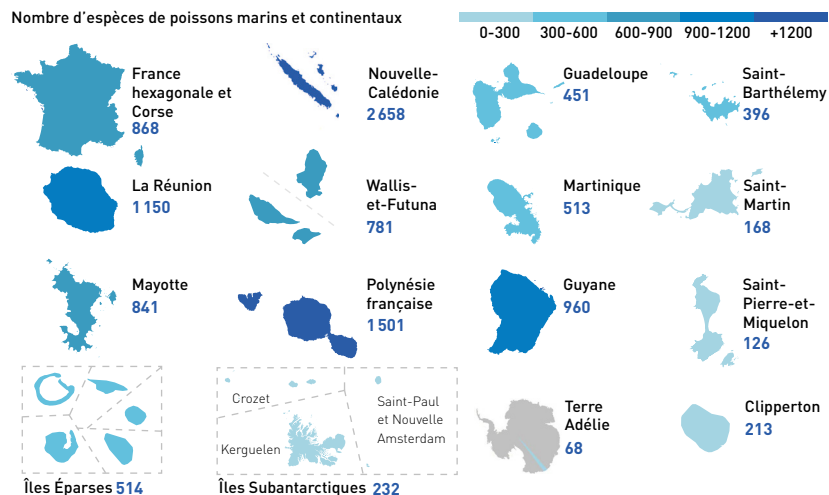 Nombre d'espèces de poissons marins et continentaux
0-300 300-600 600-900 900-1200 +1200
France
hexagonale et
Corse
868
Nouvelle-
Calédonie
2 658
Guadeloupe
451
Saint-
Barthélemy
396
La Réunion
1 150
Wallis-
et-Futuna
781
Martinique
513
Saint-
Martin
168
Mayotte
841
Polynésie
française
1 501
Guyane
960
Saint-
Pierre-et-
Miquelon
126
Îles Éparses 514
Crozet
Kerguelen
Saint-Paul
et Nouvelle
Amsterdam
Îles Subantarctiques 232
Terre
Adélie
68
Clipperton
213